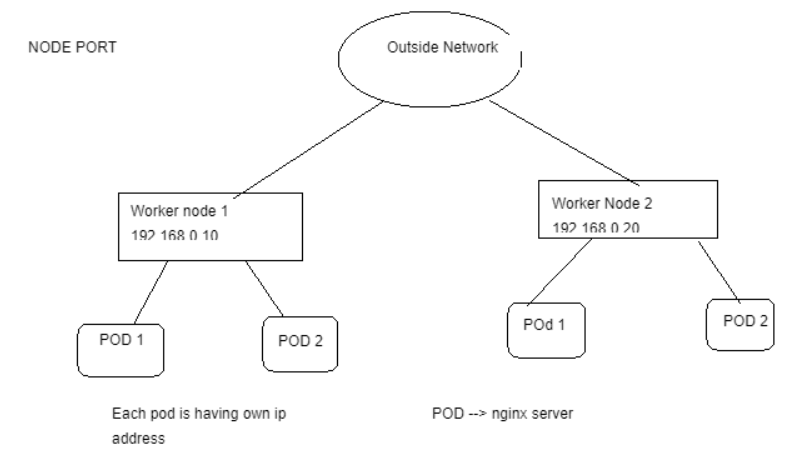 NODE PORT
Outside Network
Worker node 1
192 168 0 10
Worker Node 2
192 168 0 20
POD 1
POD 2
POd 1
POD 2
Each pod is having own ip
address
POD --> nginx server